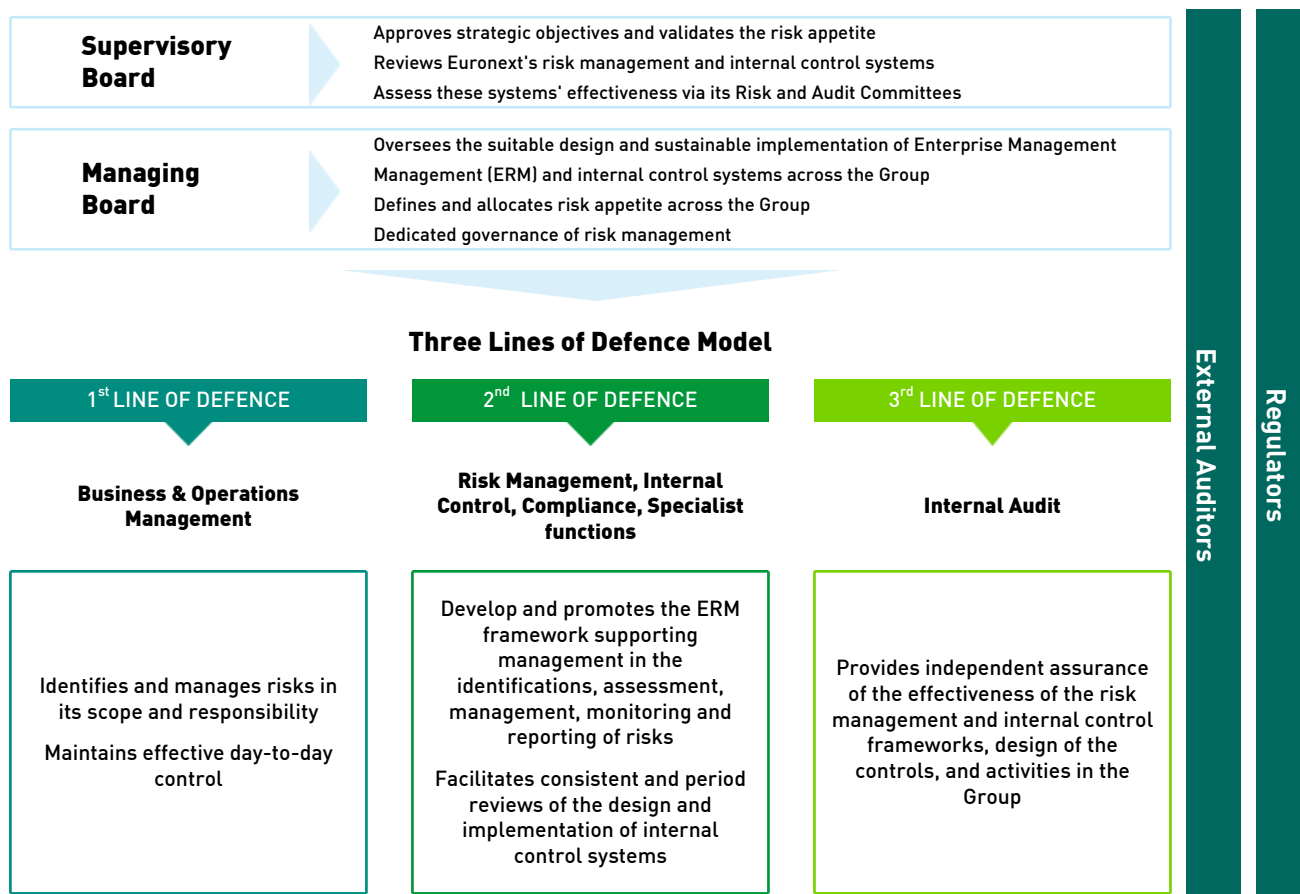 Supervisory
Board
Approves strategic objectives and validates the risk appetite
Reviews Euronext's risk management and internal control systems
Assess these systems' effectiveness via its Risk and Audit Committees
Managing
Board
Oversees the suitable design and sustainable implementation of Enterprise Management
Management (ERM) and internal control systems across the Group
Defines and allocates risk appetite across the Group
Dedicated governance of risk management
Three Lines of Defence Model
1st LINE OF DEFENCE
Business & Operations
Management
Identifies and manages risks in
its scope and responsibility
Maintains effective day-to-day
control
2nd LINE OF DEFENCE
Risk Management, Internal
Control, Compliance, Specialist
functions
Develop and promotes the ERM
framework supporting
management in the
identifications, assessment,
management, monitoring and
reporting of risks
Facilitates consistent and period
reviews of the design and
implementation of internal
control systems
3rd LINE OF DEFENCE
Internal Audit
Provides independent assurance
of the effectiveness of the risk
management and internal control
frameworks, design of the
controls, and activities in the
Group
External Auditors
Regulators